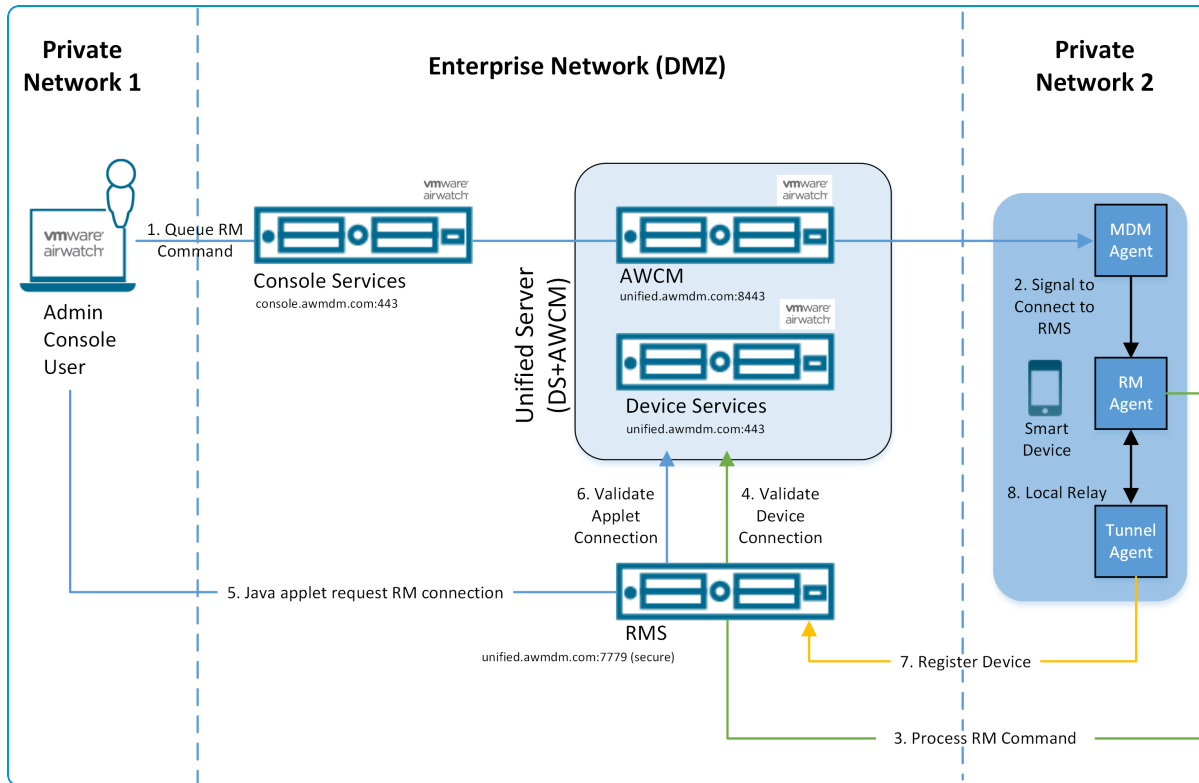 Private
Network 1
Enterprise Network (DMZ)
Private
Network 2
vmware
airwatch
1. Queue RM
Command
Admin
Console
User
vmware
airwatch
Console Services
console.awmdm.com:443
Unified Server
(DS+AWCM)
vmware
airwatch
AWCM
unified.awmdm.com:8443
vmware
airwatch
Device Services
unified.awmdm.com:443
MDM
Agent
2. Signal to
Connect to
RMS
RM
Agent
Smart
Device
8. Local Relay
Tunnel
Agent
6. Validate
Applet
Connection
4. Validate
Device
Connection
5. Java applet request RM connection
RMS
unified.awmdm.com:7779 (secure)
7. Register Device
3. Process RM Command